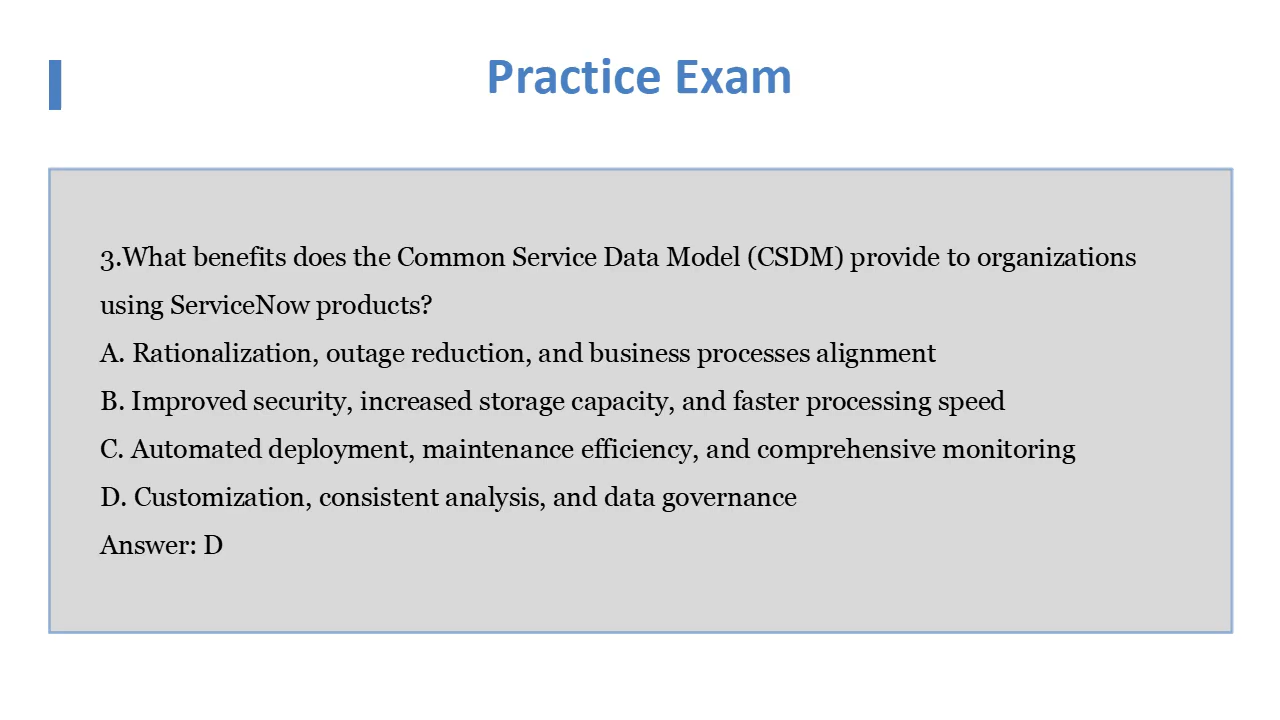 Practice Exam
3.What benefits does the Common Service Data Model (CSDM) provide to organizations
using ServiceNow products?
A. Rationalization, outage reduction, and business processes alignment
B. Improved security, increased storage capacity, and faster processing speed
C. Automated deployment, maintenance efficiency, and comprehensive monitoring
D. Customization, consistent analysis, and data governance
Answer: D